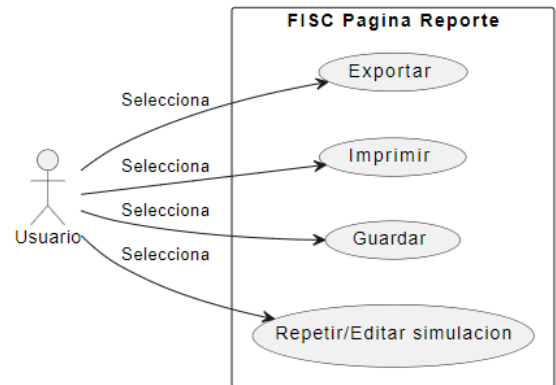 FISC Pagina Reporte
Exportar
Selecciona
Imprimir
Selecciona
Selecciona
Guardar
Usuario
Selecciona
Repetir/Editar simulacion